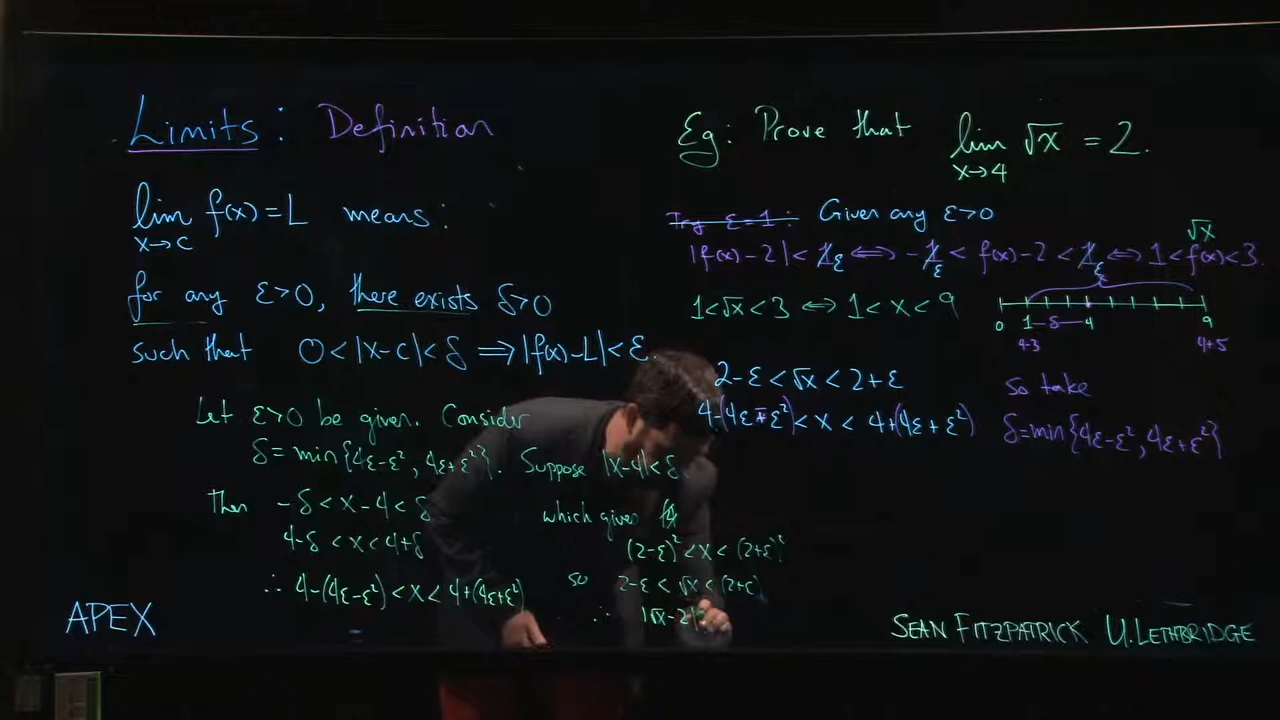 Limits: Definition
lim f(x) = L means:
x→c
for any ε>0, there exists δ>0
such that 0<|x-c|<δ ⟹ |f(x)-L|<ε.
Let ε>0 be given. Consider
δ = min{4ε-ε², 4ε+ε²}. Suppose |x-4|<δ.
Then -δ<x-4<δ
4-δ<x<4+δ
∴ 4-(4ε-ε²)<x<4+(4ε+ε²)
which gives
(2-ε)²<x<(2+ε)²
so 2-ε<√x<(2+ε)
∴ |√x-2|
APEX
Eg: Prove that lim √x = 2.
x→4
Try ε=1: Given any ε>0
√x
|f(x)-2|<1 ε ⟺ -1 ε < f(x)-2 < 1 ε ⟺ 1<f(x)<3.
1<√x<3 ⟺ 1<x<9
ε
0 1 -δ- 4 9
4-3 4+5
2-ε<√x<2+ε
4-(4ε-ε²)<x<4+(4ε+ε²)
so take
δ=min{4ε-ε², 4ε+ε²}
SEAN FITZPATRICK U. LETHBRIDGE